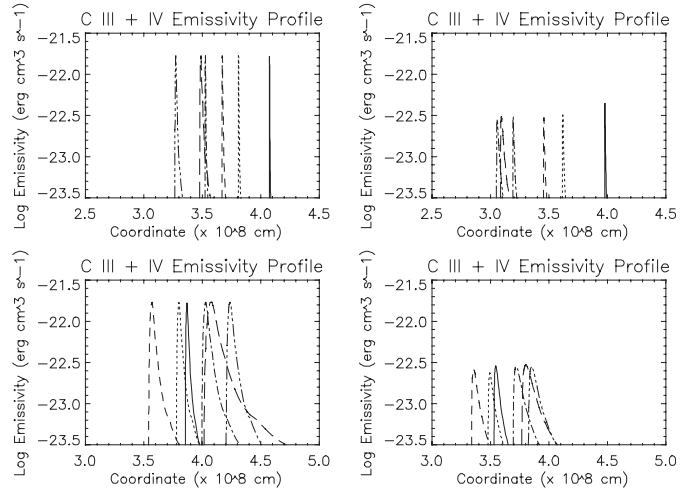 C III + IV Emissivity Profile
Log Emissivity (erg cm^3 s^-1)
-21.5
-22.0
-22.5
-23.0
-23.5
2.5 3.0 3.5 4.0 4.5
Coordinate (x 10^8 cm)
C III + IV Emissivity Profile
Log Emissivity (erg cm^3 s^-1)
-21.5
-22.0
-22.5
-23.0
-23.5
2.5 3.0 3.5 4.0 4.5
Coordinate (x 10^8 cm)
C III + IV Emissivity Profile
Log Emissivity (erg cm^3 s^-1)
-21.5
-22.0
-22.5
-23.0
-23.5
3.0 3.5 4.0 4.5 5.0
Coordinate (x 10^8 cm)
C III + IV Emissivity Profile
Log Emissivity (erg cm^3 s^-1)
-21.5
-22.0
-22.5
-23.0
-23.5
3.0 3.5 4.0 4.5 5.0
Coordinate (x 10^8 cm)